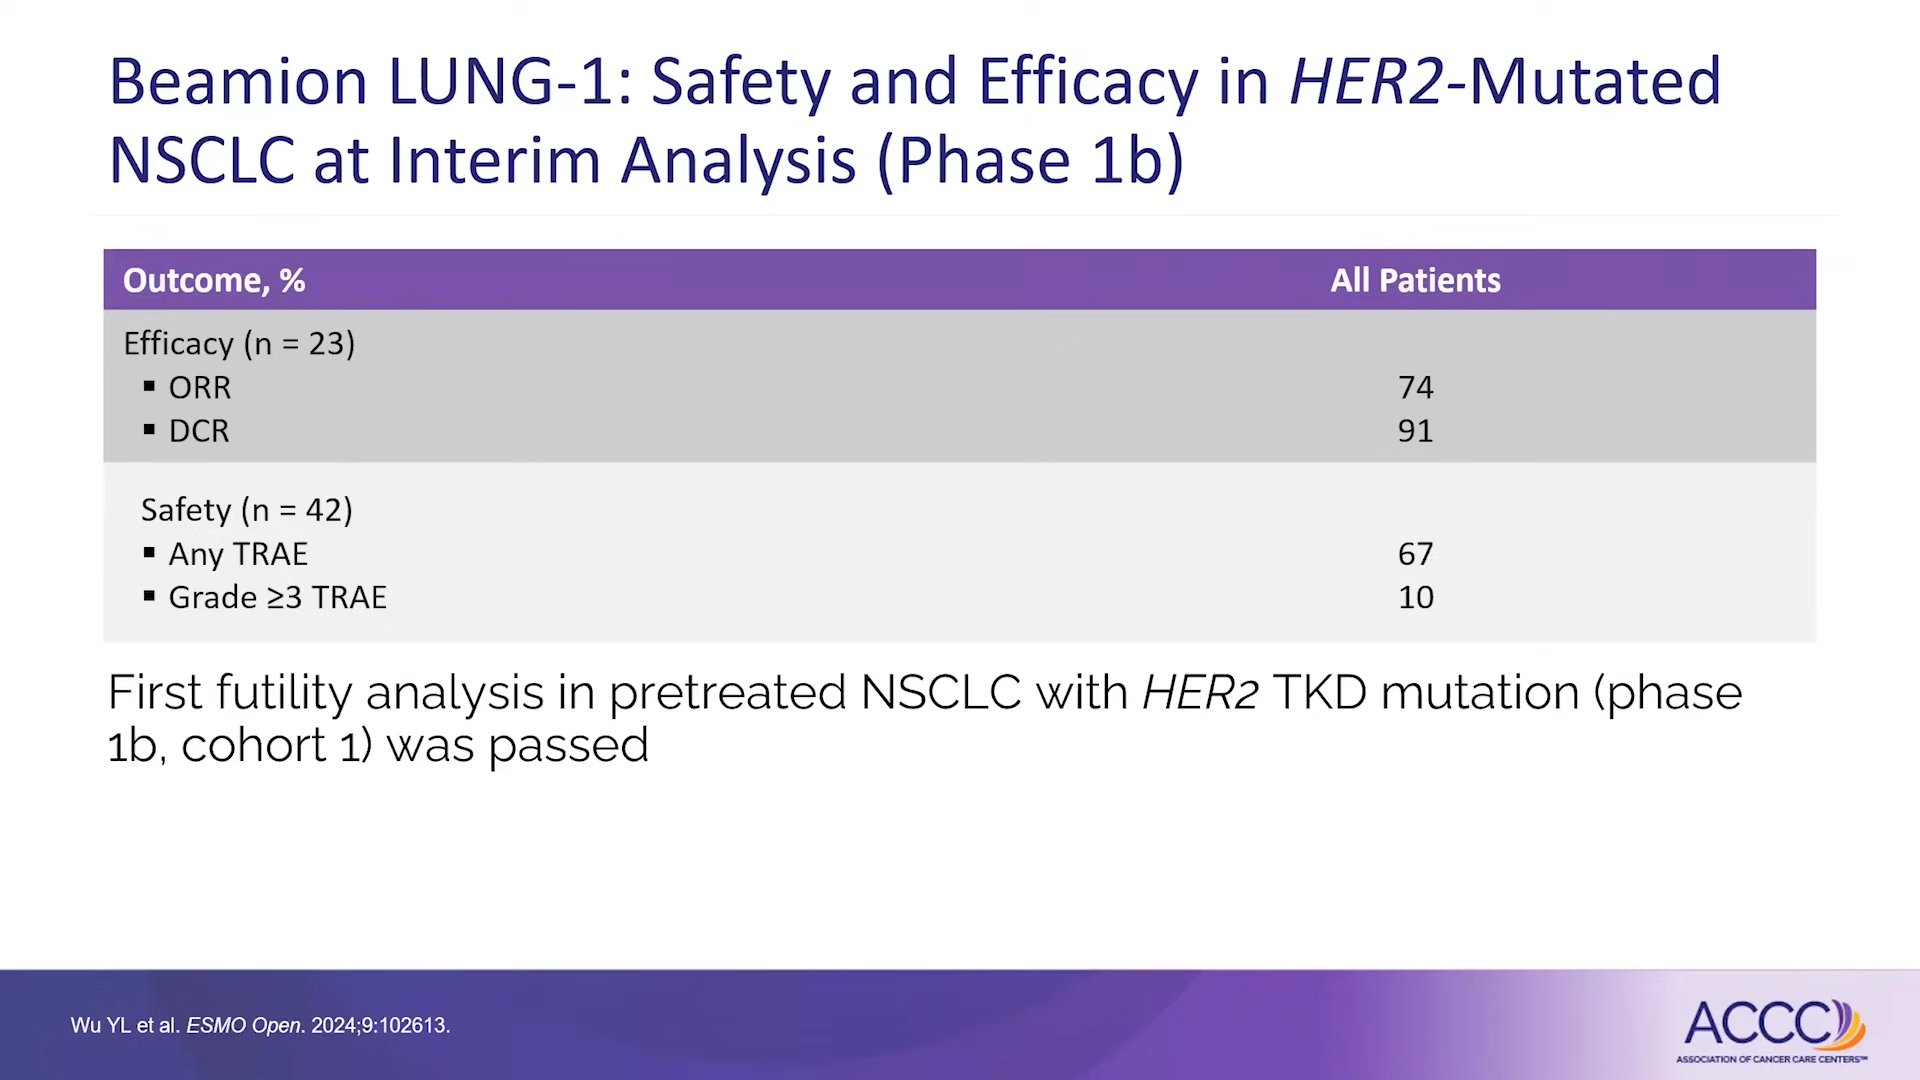 Beamion LUNG-1: Safety and Efficacy in HER2-Mutated
NSCLC at Interim Analysis (Phase 1b)
Outcome, % All Patients
Efficacy (n = 23)
▪ ORR 74
▪ DCR 91
Safety (n = 42)
▪ Any TRAE 67
▪ Grade ≥3 TRAE 10
First futility analysis in pretreated NSCLC with HER2 TKD mutation (phase
1b, cohort 1) was passed
Wu YL et al. ESMO Open. 2024;9:102613.
ACCC
ASSOCIATION OF CANCER CARE CENTERS™